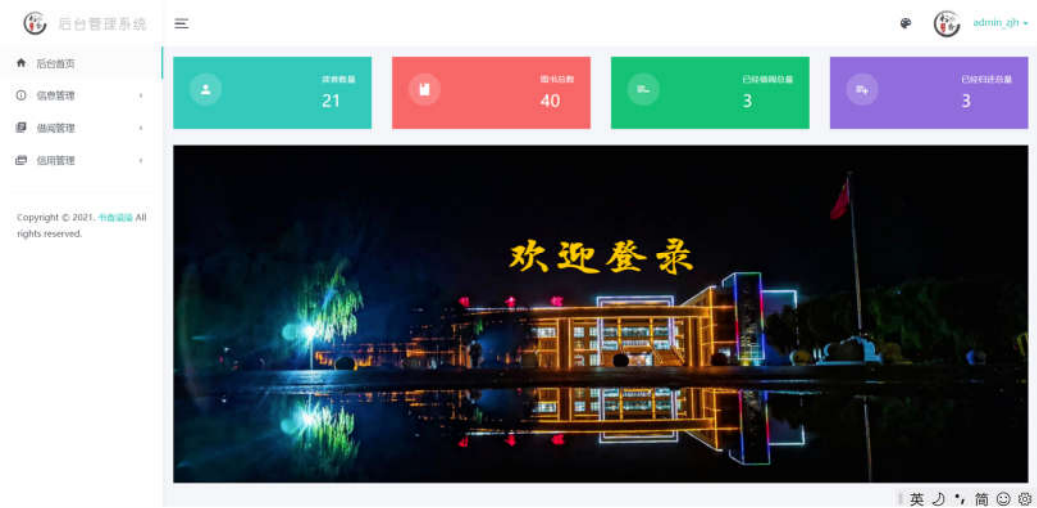 后台管理系统
admin_zjh
后台首页
信息管理
借阅管理
信用管理
Copyright © 2021. 书香满陇 All
rights reserved.
读者数量
21
图书总数
40
已经借阅总量
3
已经归还总量
3
欢迎登录
英 简